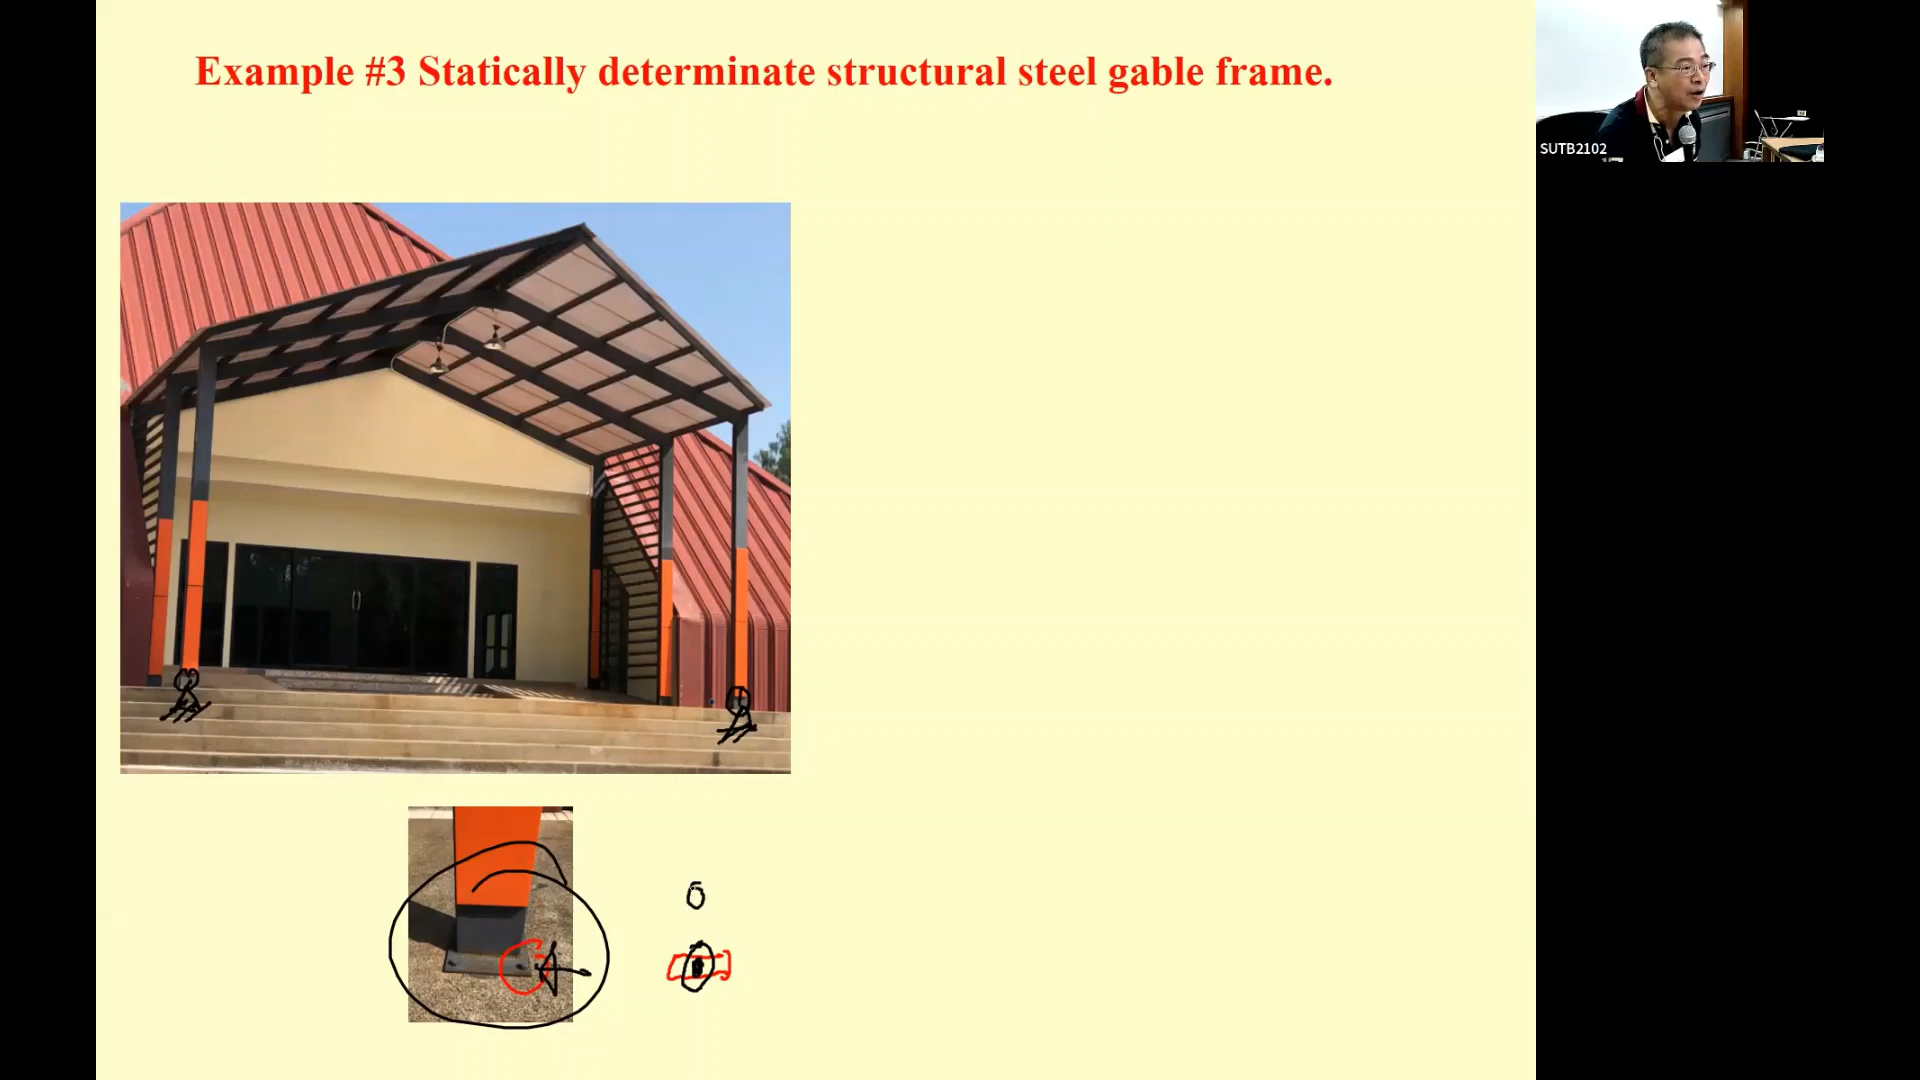 Example #3 Statically determinate structural steel gable frame.
SUTB2102